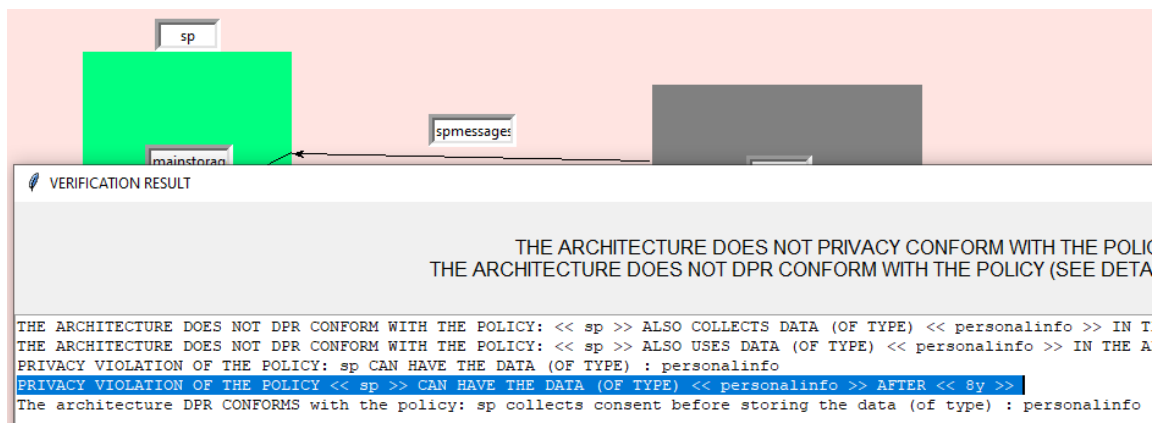 sp
spmessages
mainstorag
VERIFICATION RESULT
THE ARCHITECTURE DOES NOT PRIVACY CONFORM WITH THE POLIC
THE ARCHITECTURE DOES NOT DPR CONFORM WITH THE POLICY (SEE DETA
THE ARCHITECTURE DOES NOT DPR CONFORM WITH THE POLICY: << sp >> ALSO COLLECTS DATA (OF TYPE) << personalinfo >> IN T
THE ARCHITECTURE DOES NOT DPR CONFORM WITH THE POLICY: << sp >> ALSO USES DATA (OF TYPE) << personalinfo >> IN THE A
PRIVACY VIOLATION OF THE POLICY: sp CAN HAVE THE DATA (OF TYPE) : personalinfo
PRIVACY VIOLATION OF THE POLICY << sp >> CAN HAVE THE DATA (OF TYPE) << personalinfo >> AFTER << 8y >>
The architecture DPR CONFORMS with the policy: sp collects consent before storing the data (of type) : personalinfo